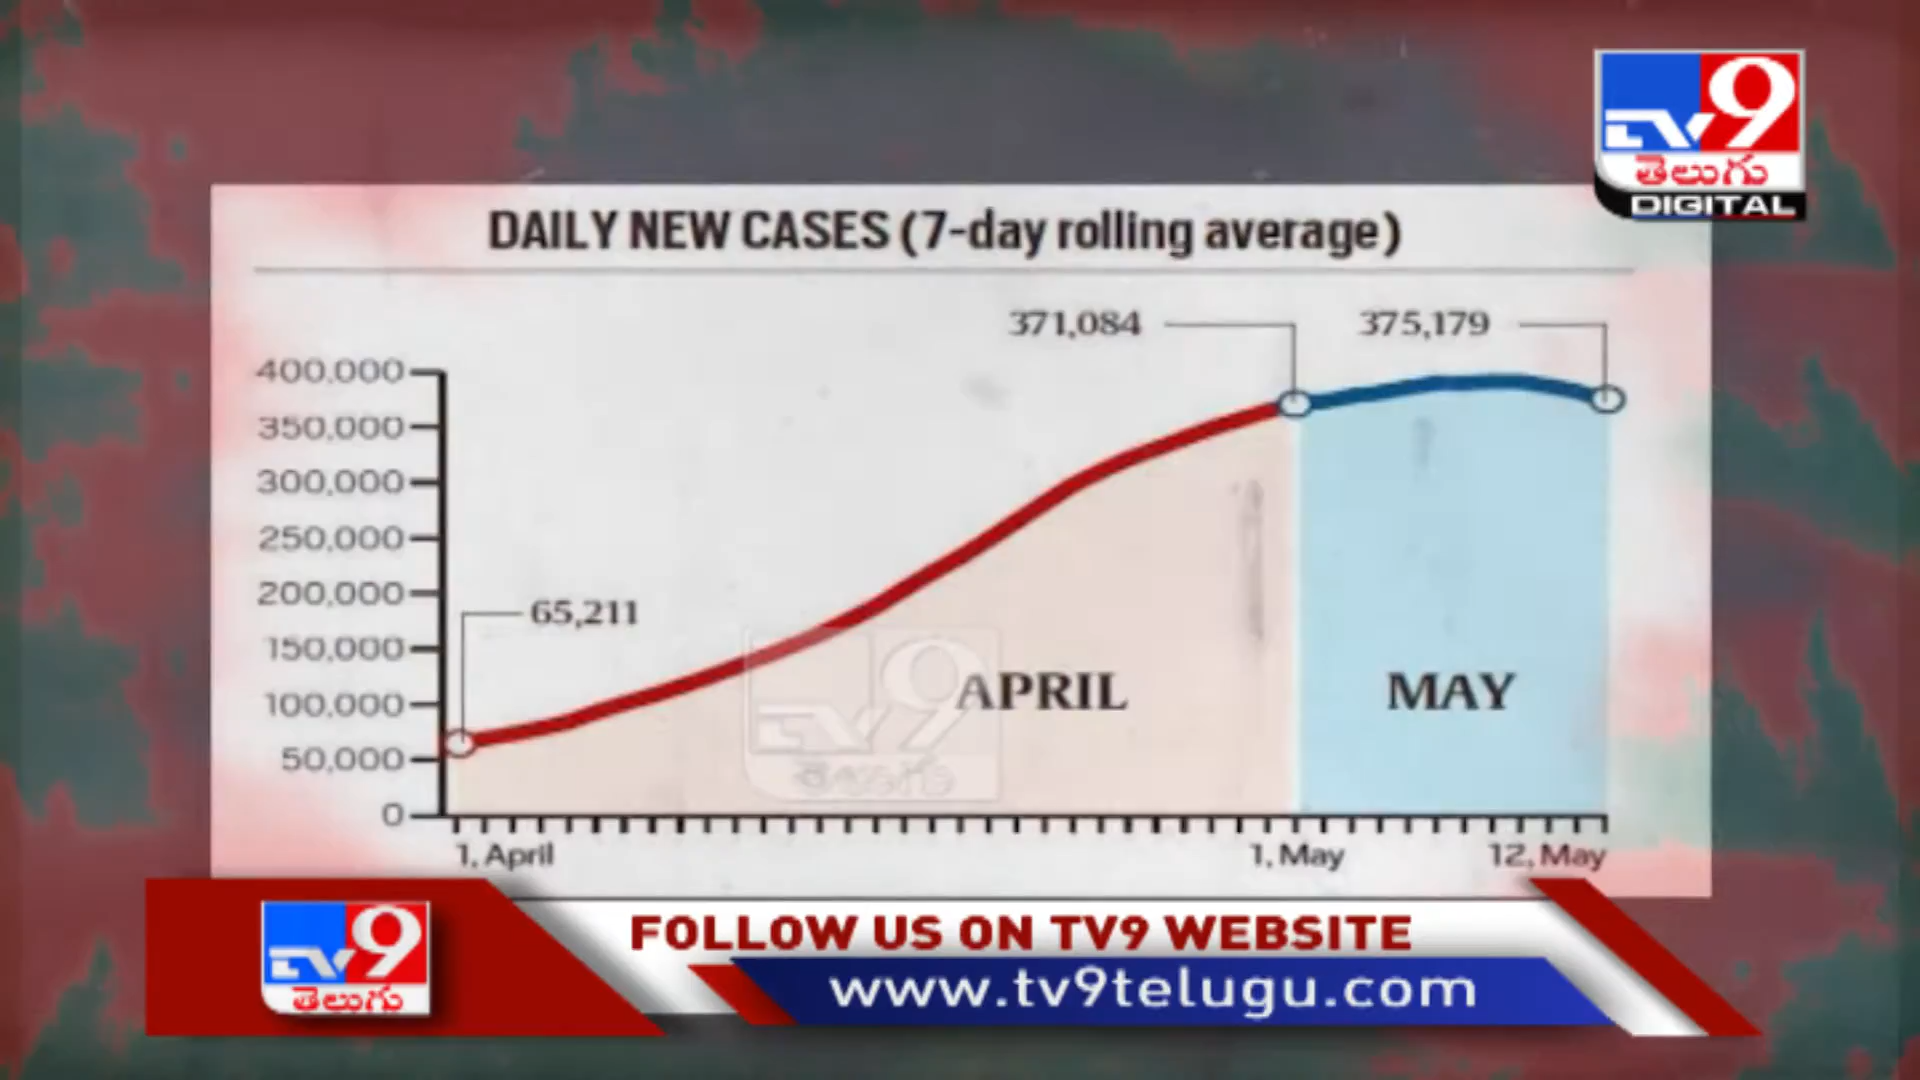 TV9
తెలుగు
DIGITAL
DAILY NEW CASES (7-day rolling average)
371,084
375,179
400,000
350,000
300,000
250,000
200,000
150,000
100,000
50,000
0
65,211
TV9
తెలుగు
APRIL
MAY
1, April
1, May
12, May
TV9
తెలుగు
FOLLOW US ON TV9 WEBSITE
www.tv9telugu.com